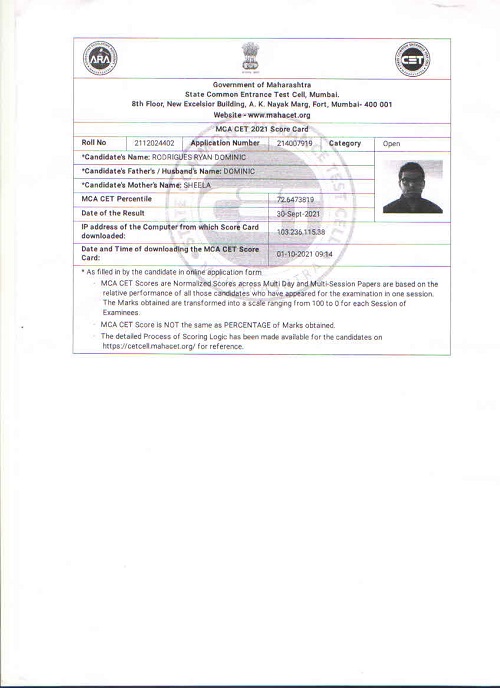 ARA
CET
Government of Maharashtra
State Common Entrance Test Cell, Mumbai.
8th Floor, New Excelsior Building, A. K. Nayak Marg, Fort, Mumbai- 400 001
Website - www.mahacet.org
MCA CET 2021 Score Card
Roll No 2112024402 Application Number 214007919 Category Open
*Candidate's Name: RODRIGUES RYAN DOMINIC
*Candidate's Father's / Husband's Name: DOMINIC
*Candidate's Mother's Name: SHEELA
MCA CET Percentile 72.6473819
Date of the Result 30-Sept-2021
IP address of the Computer from which Score Card
downloaded: 103.236.115.38
Date and Time of downloading the MCA CET Score
Card: 01-10-2021 09:14
* As filled in by the candidate in online application form
MCA CET Scores are Normalized Scores across Multi Day and Multi-Session Papers are based on the
relative performance of all those candidates who have appeared for the examination in one session.
The Marks obtained are transformed into a scale ranging from 100 to 0 for each Session of
Examinees.
MCA CET Score is NOT the same as PERCENTAGE of Marks obtained.
The detailed Process of Scoring Logic has been made available for the candidates on
https://cetcell.mahacet.org/ for reference.